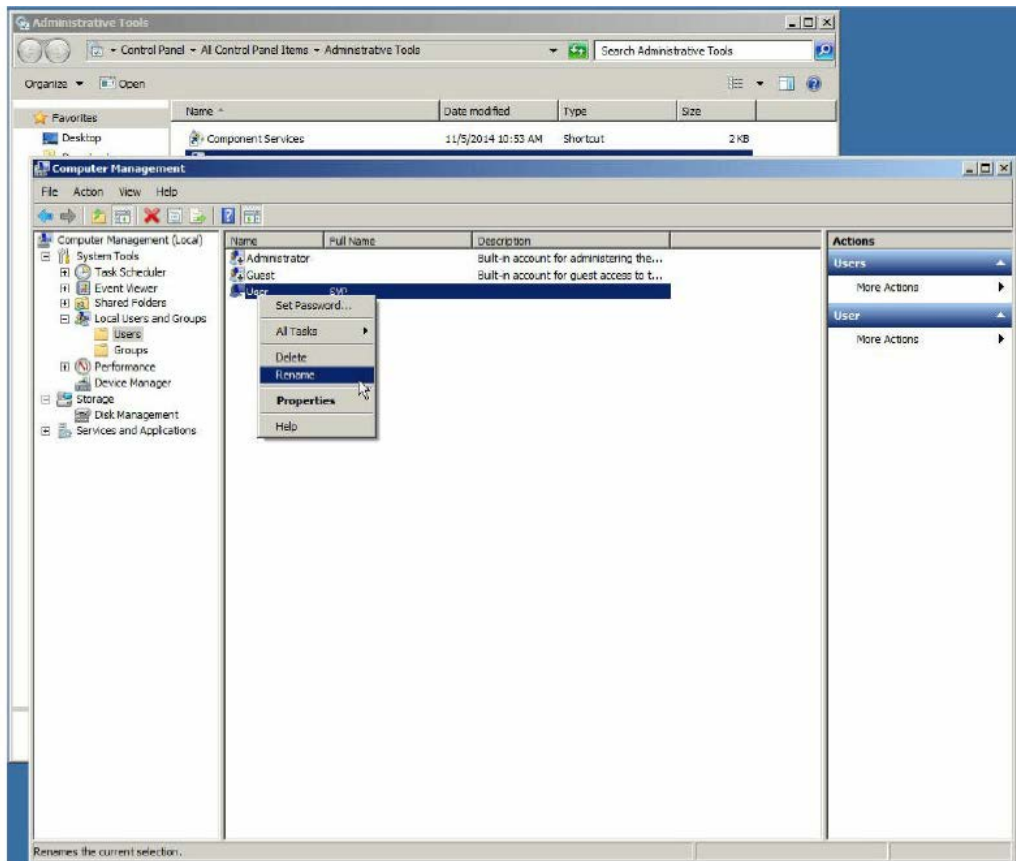 Administrative Tools
Control Panel All Control Panel Items Administrative Tools
Search Administrative Tools
Organize Open
Favorites
Name Date modified Type Size
Desktop
Component Services 11/5/2014 10:53 AM Shortcut 2 KB
Computer Management
File Action View Help
Computer Management (Local)
System Tools
Task Scheduler
Event Viewer
Shared Folders
Local Users and Groups
Users
Groups
Performance
Device Manager
Storage
Disk Management
Services and Applications
Name Full Name Description
Administrator Built-in account for administering the...
Guest Built-in account for guest access to t...
User
Set Password...
All Tasks
Delete
Rename
Properties
Help
Actions
Users
More Actions
User
More Actions
Renames the current selection.